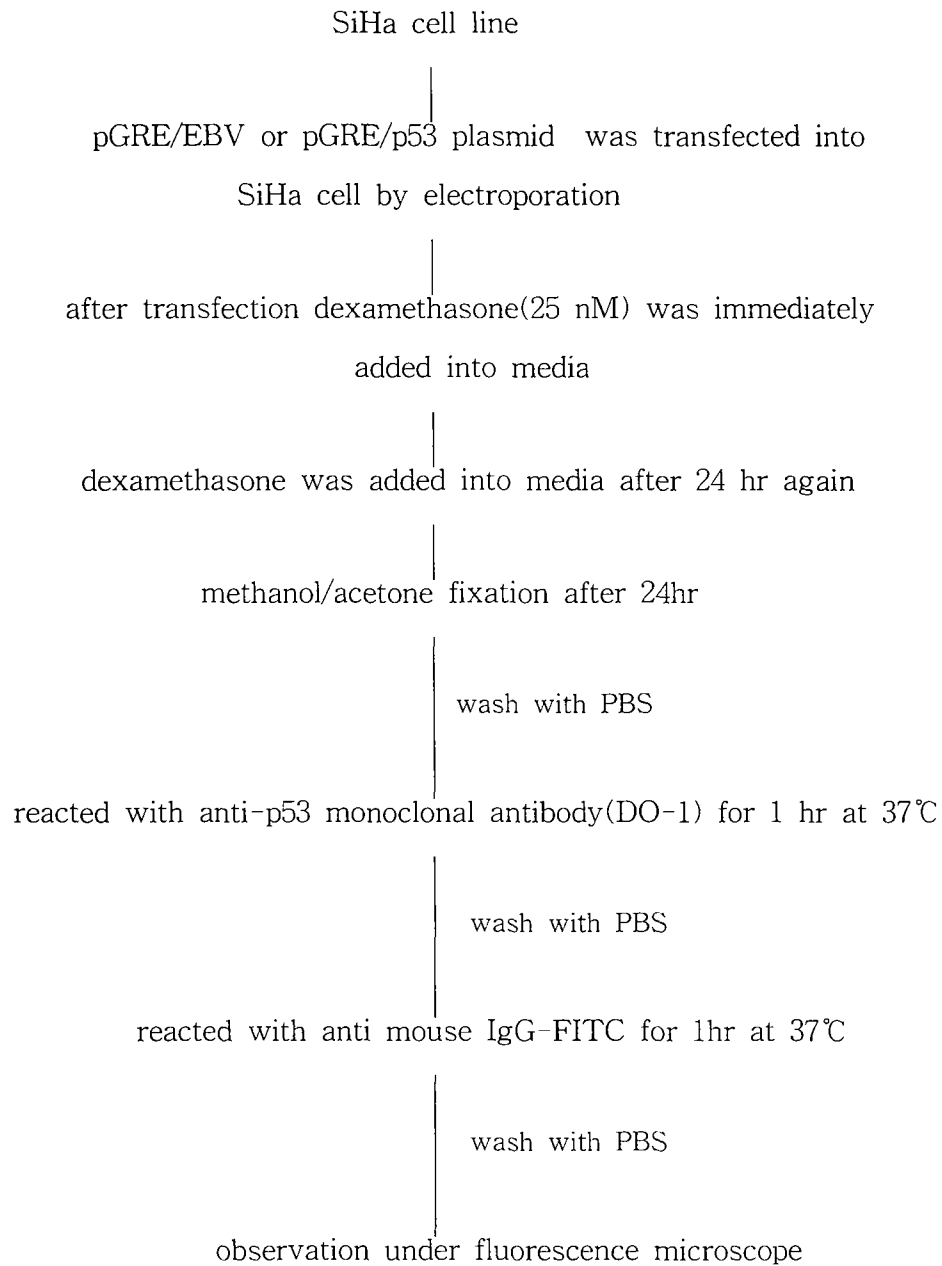 SiHa cell line
pGRE/EBV or pGRE/p53 plasmid was transfected into
SiHa cell by electroporation
after transfection dexamethasone(25 nM) was immediately
added into media
dexamethasone was added into media after 24 hr again
methanol/acetone fixation after 24hr
wash with PBS
reacted with anti-p53 monoclonal antibody(DO-1) for 1 hr at 37℃
wash with PBS
reacted with anti mouse IgG-FITC for 1hr at 37℃
wash with PBS
observation under fluorescence microscope